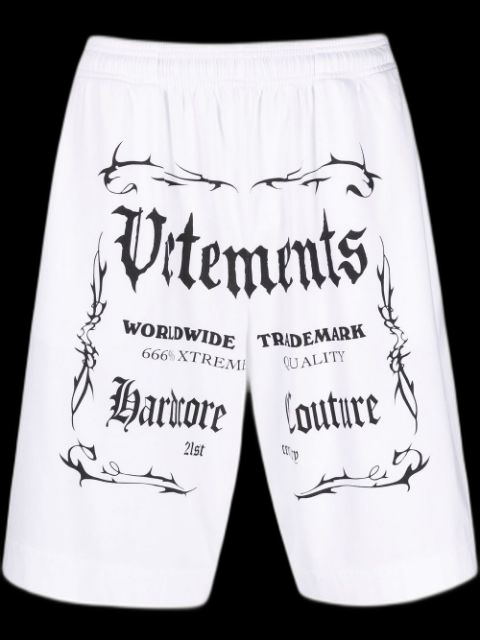 Vetements
WORLDWIDE TRADEMARK
666% XTREME QUALITY
Hardcore Couture
21st